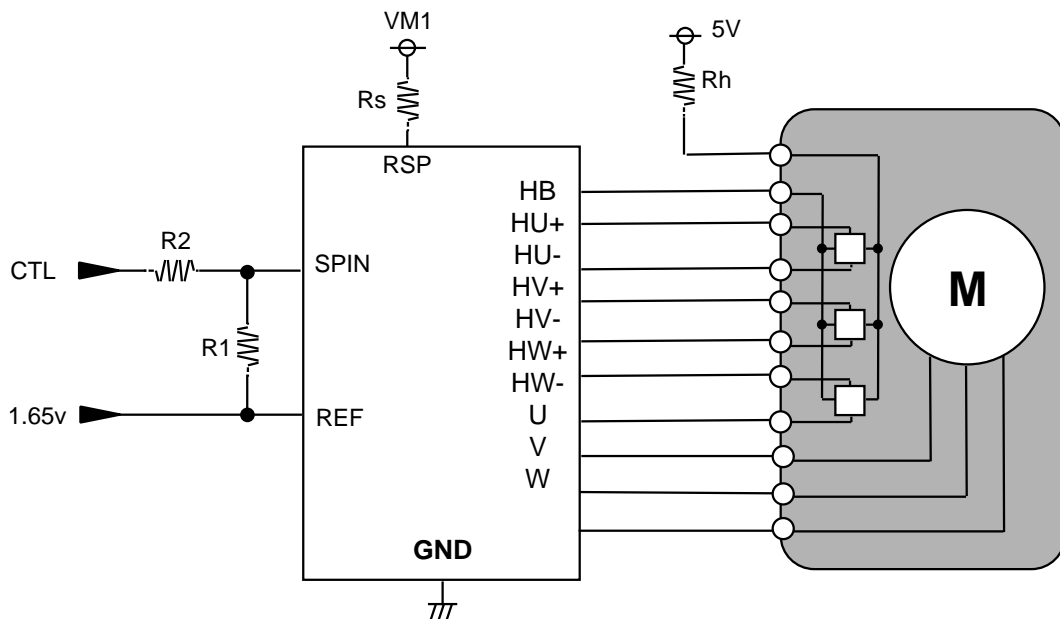 VM1
5V
Rs
Rh
RSP
HB
HU+
R2
HU-
CTL
SPIN
HV+
M
HV-
R1
HW+
HW-
1.65v
REF
U
V
W
GND